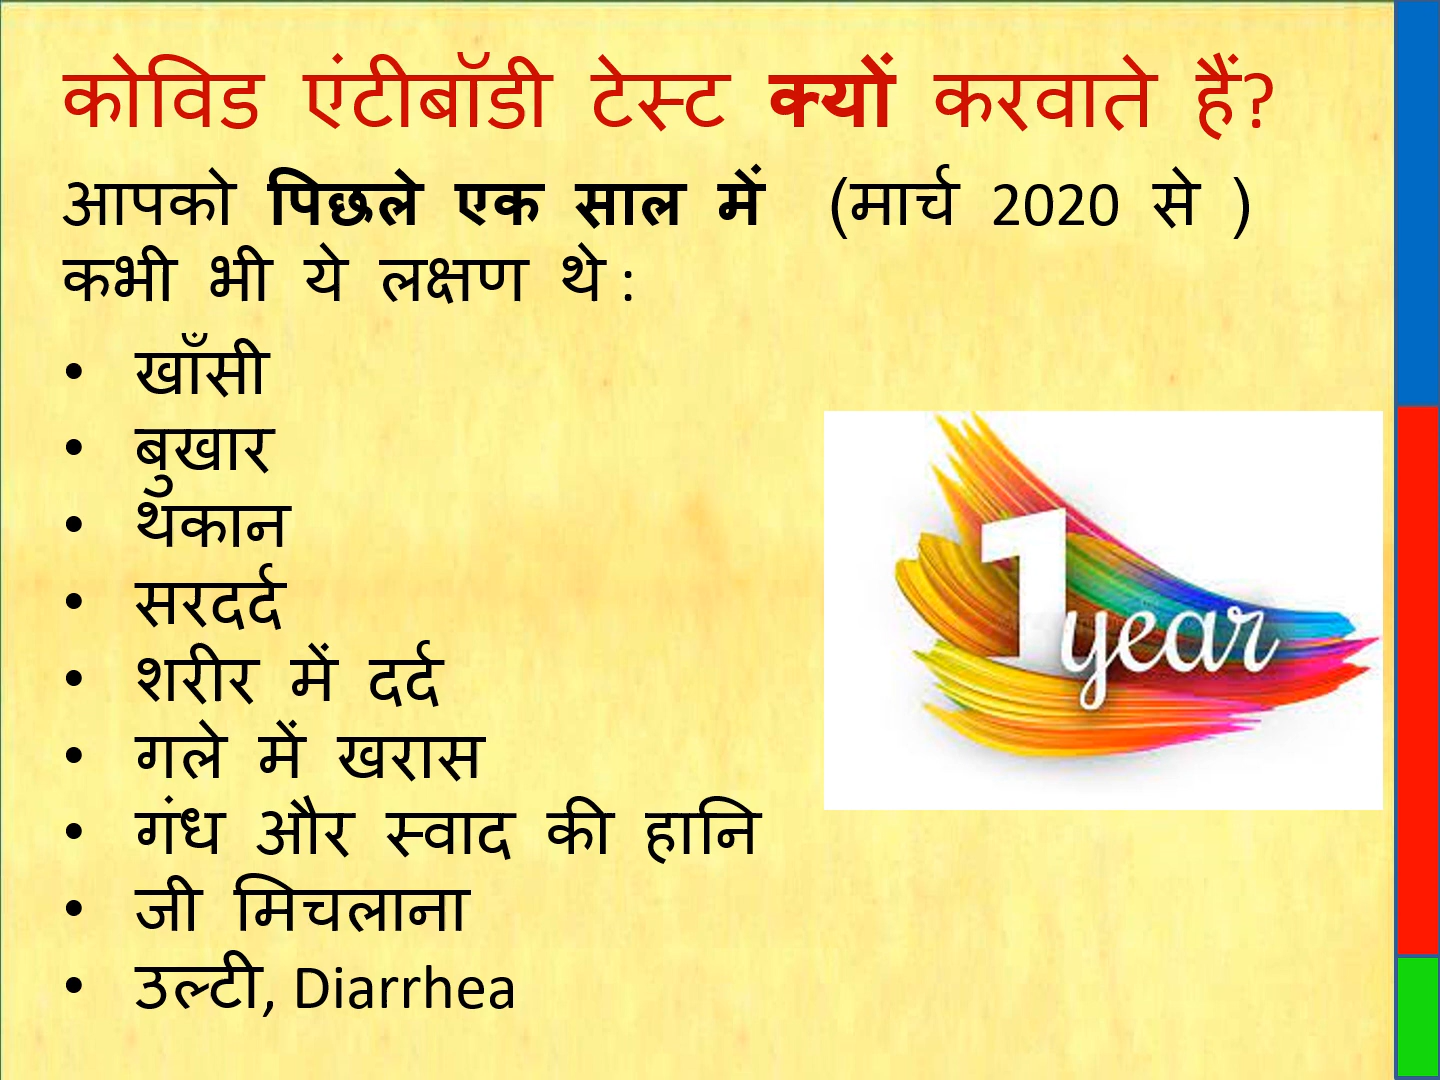 कोविड एंटीबॉडी टेस्ट क्यों करवाते हैं?
आपको पिछले एक साल में (मार्च 2020 से )
कभी भी ये लक्षण थे :
• खाँसी
• बुखार
• थकान
• सरदर्द
• शरीर में दर्द
• गले में खरास
• गंध और स्वाद की हानि
• जी मिचलाना
• उल्टी, Diarrhea
1 year